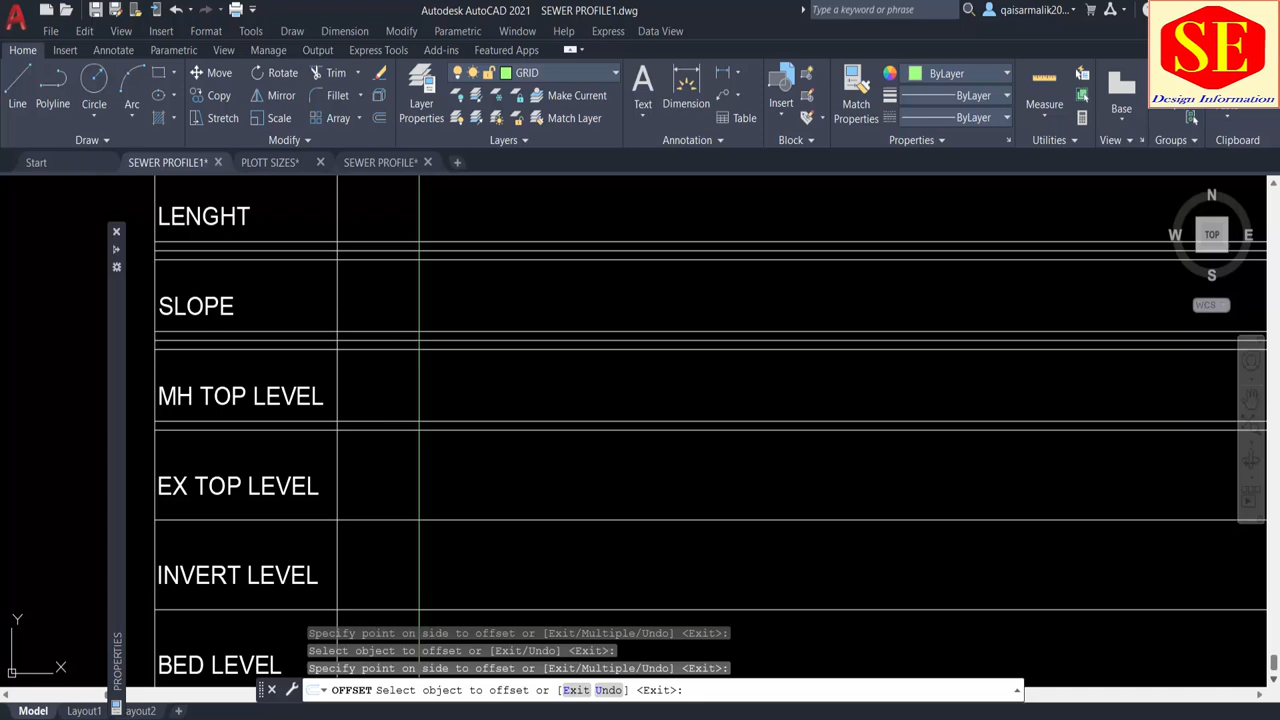 Autodesk AutoCAD 2021 SEWER PROFILE1.dwg
Type a keyword or phrase
qaisarmalik20...
File Edit View Insert Format Tools Draw Dimension Modify Parametric Window Help Express Data View
Home Insert Annotate Parametric View Manage Output Express Tools Add-ins Featured Apps
SE
Design Information
Line Polyline Circle Arc
Move Rotate Trim
Copy Mirror Fillet
Stretch Scale Array
Layer Properties
GRID
Make Current
Match Layer
Text Dimension Table
Insert
Match Properties
ByLayer
ByLayer
ByLayer
Measure
Base
Draw Modify Layers Annotation Block Properties Utilities View Groups Clipboard
Start SEWER PROFILE1* PLOTT SIZES* SEWER PROFILE*
LENGHT
SLOPE
MH TOP LEVEL
EX TOP LEVEL
INVERT LEVEL
BED LEVEL
N
W TOP E
S
WCS
PROPERTIES
Y
X
Specify point on side to offset or [Exit/Multiple/Undo] <Exit>:
Select object to offset or [Exit/Undo] <Exit>:
Specify point on side to offset or [Exit/Multiple/Undo] <Exit>:
OFFSET Select object to offset or [Exit Undo] <Exit>:
Model Layout1 ayout2